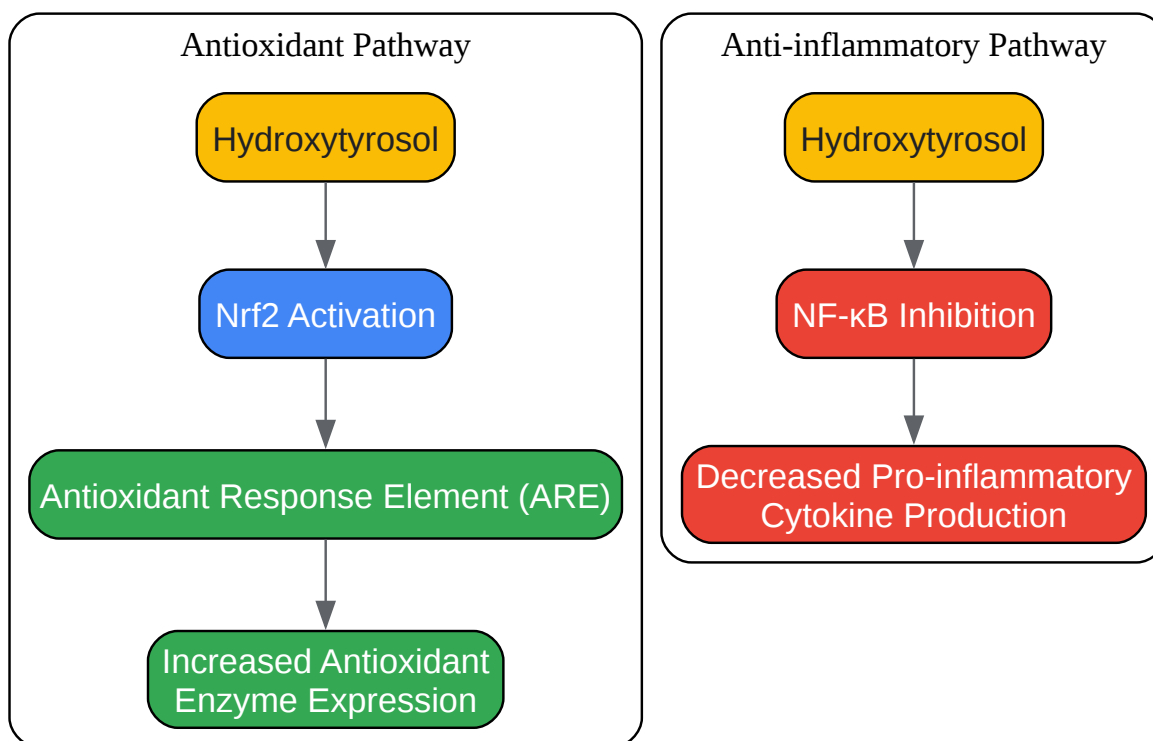 Antioxidant Pathway
Hydroxytyrosol
Nrf2 Activation
Antioxidant Response Element (ARE)
Increased Antioxidant
Enzyme Expression
Anti-inflammatory Pathway
Hydroxytyrosol
NF-κB Inhibition
Decreased Pro-inflammatory
Cytokine Production